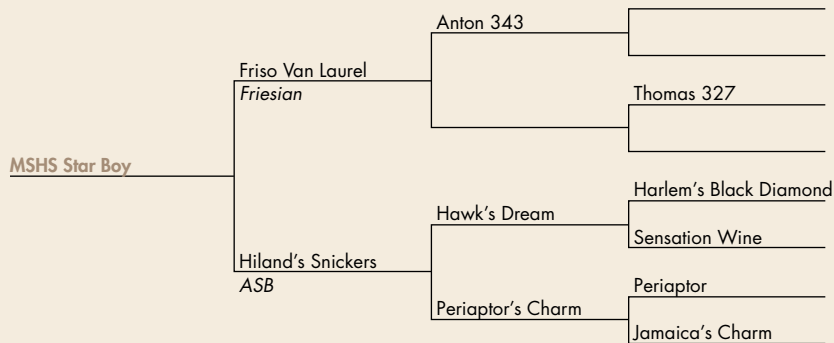 Anton 343
Friso Van Laurel
Friesian
Thomas 327
MSHS Star Boy
Harlem's Black Diamond
Hawk's Dream
Sensation Wine
Hiland's Snickers
ASB
Periaptor
Periaptor's Charm
Jamaica's Charm